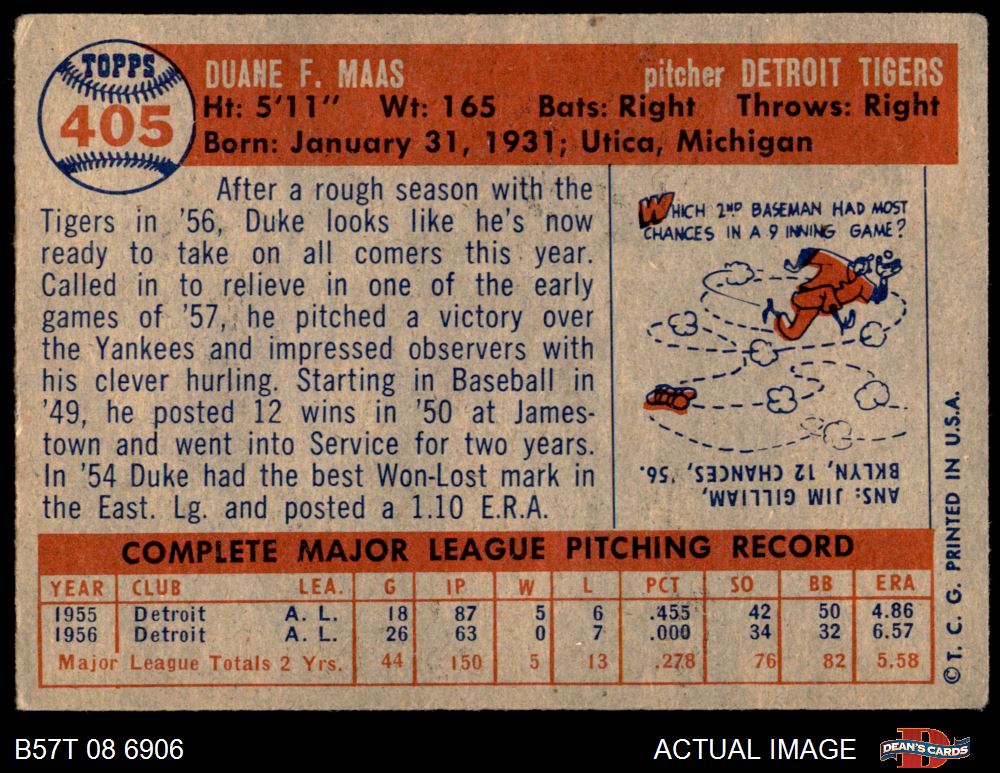 TOPPS
405
DUANE F. MAAS pitcher DETROIT TIGERS
Ht: 5'11" Wt: 165 Bats: Right Throws: Right
Born: January 31, 1931; Utica, Michigan
After a rough season with the
Tigers in '56, Duke looks like he's now
ready to take on all comers this year.
Called in to relieve in one of the early
games of '57, he pitched a victory over
the Yankees and impressed observers with
his clever hurling. Starting in Baseball in
'49, he posted 12 wins in '50 at James-
town and went into Service for two years.
In '54 Duke had the best Won-Lost mark in
the East. Lg. and posted a 1.10 E.R.A.
WHICH 2ND BASEMAN HAD MOST
CHANCES IN A 9 INNING GAME?
ANS: JIM GILLIAM,
BKLYN, 12 CHANCES, '56.
COMPLETE MAJOR LEAGUE PITCHING RECORD
YEAR CLUB LEA. G IP W L PCT SO BB ERA
1955 Detroit A. L. 18 87 5 6 .455 42 50 4.86
1956 Detroit A. L. 26 63 0 7 .000 34 32 6.57
Major League Totals 2 Yrs. 44 150 5 13 .278 76 82 5.58
© T. C. G. PRINTED IN U.S.A.
B57T 08 6906 ACTUAL IMAGE
DEAN'S CARDS